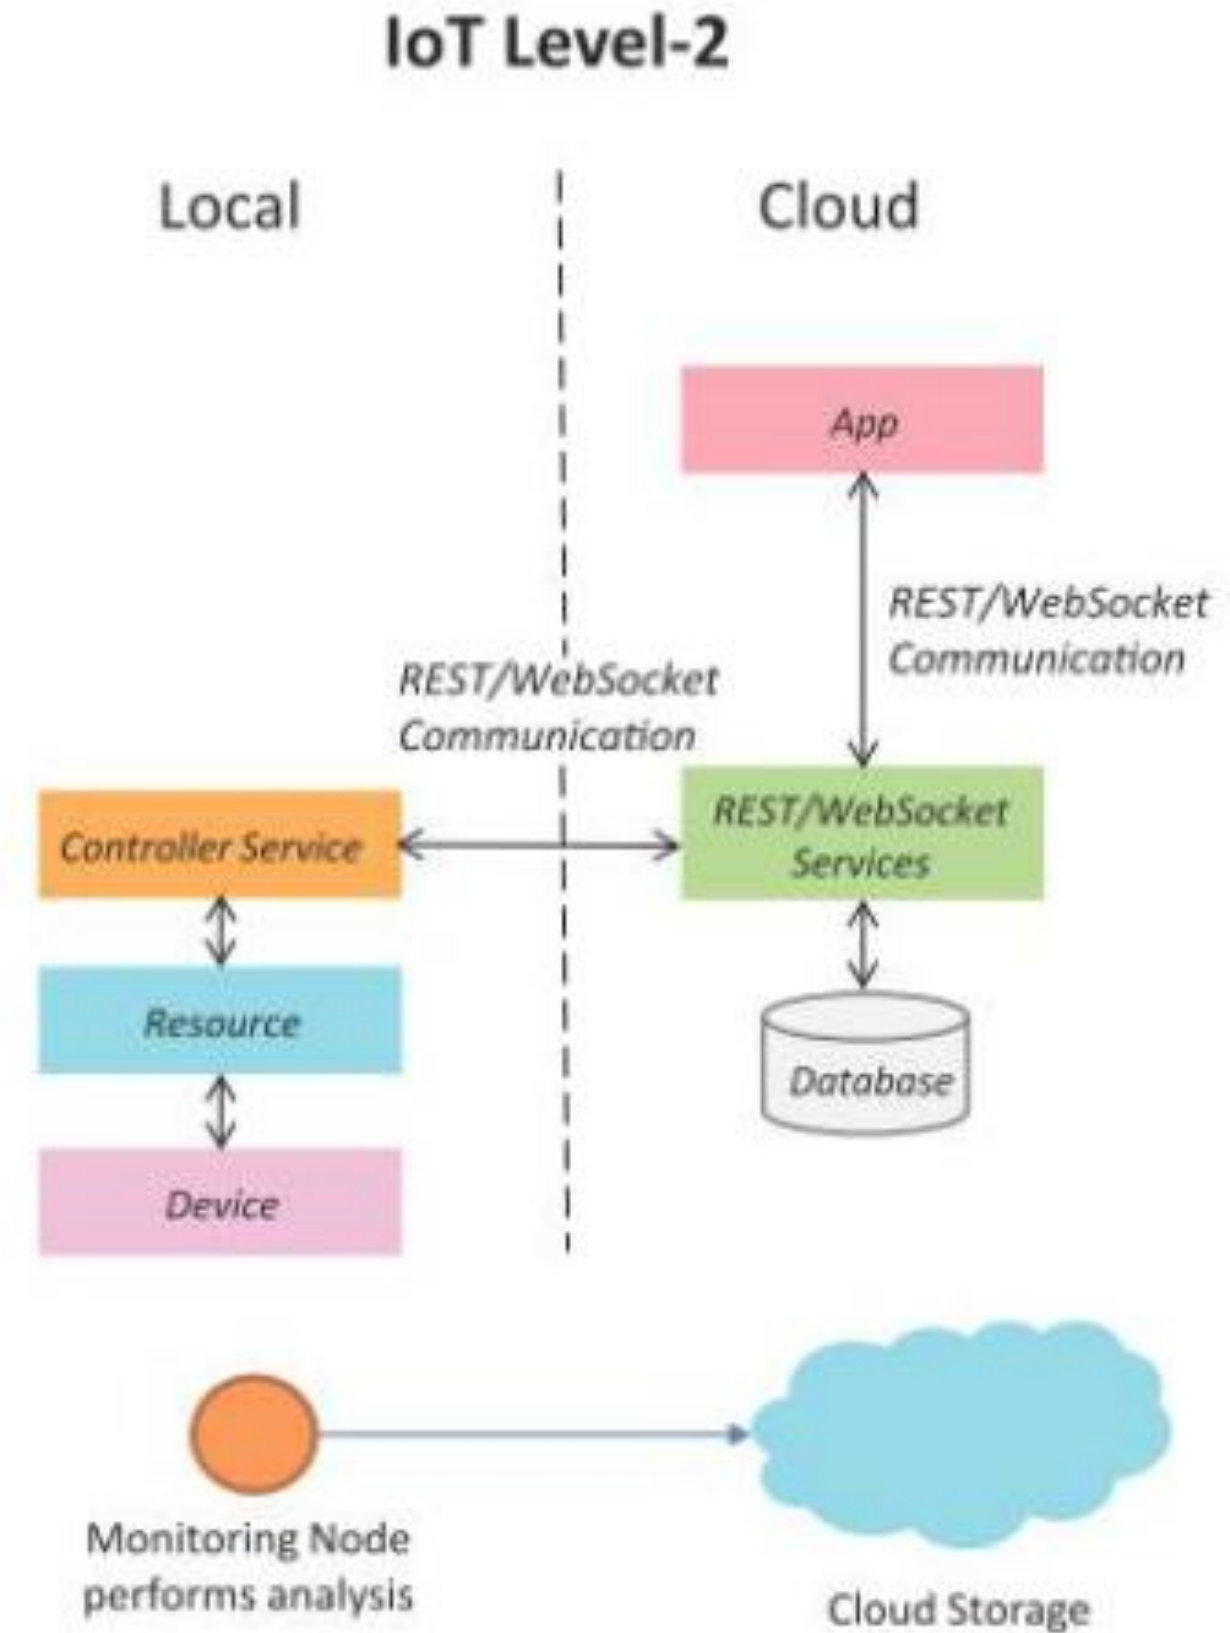 IoT Level-2
Local
Cloud
App
REST/WebSocket
Communication
REST/WebSocket
Communication
Controller Service
REST/WebSocket
Services
Resource
Database
Device
Monitoring Node
performs analysis
Cloud Storage